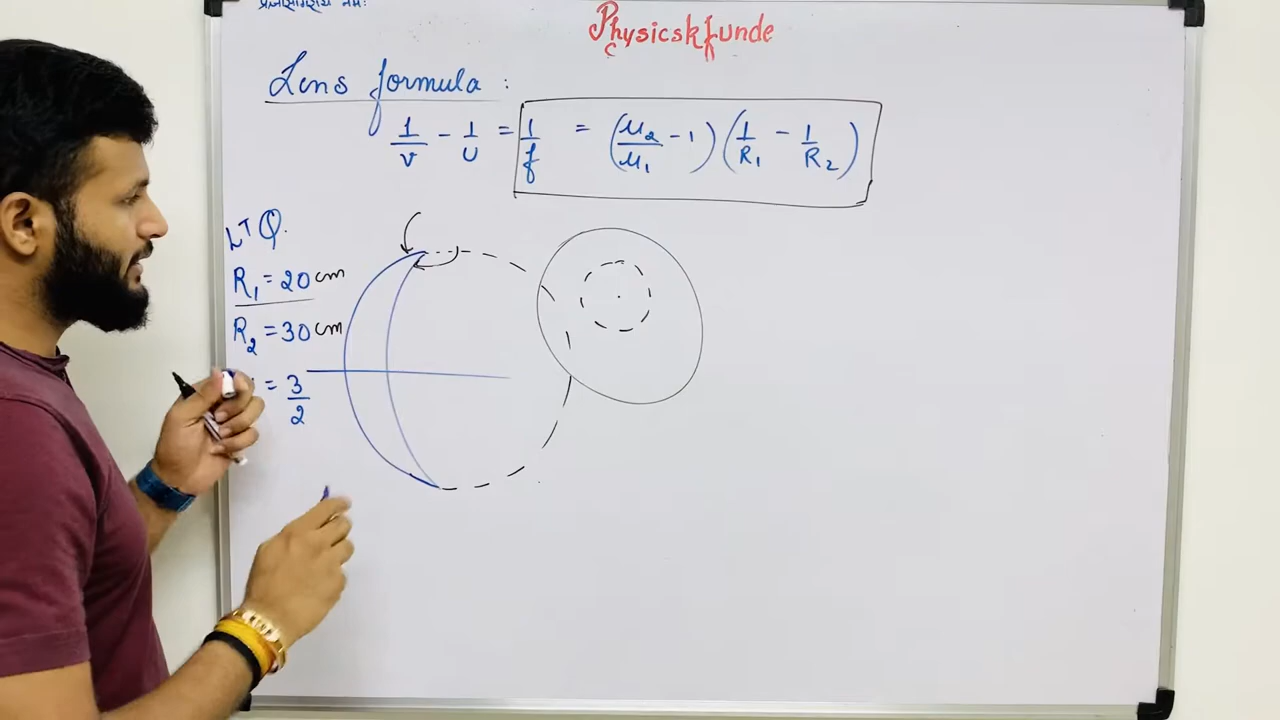 Physicskfunde
Lens formula :
1/v - 1/u = 1/f = (μ2/μ1 - 1) (1/R1 - 1/R2)
Q.
R1 = 20 cm
R2 = 30 cm
= 3/2